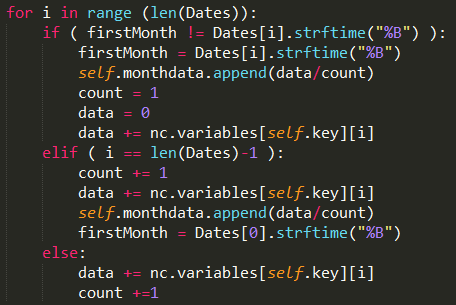 for i in range (len(Dates)):
    if ( firstMonth != Dates[i].strftime("%B") ):
        firstMonth = Dates[i].strftime("%B")
        self.monthdata.append(data/count)
        count = 1
        data = 0
        data += nc.variables[self.key][i]
    elif ( i == len(Dates)-1 ):
        count += 1
        data += nc.variables[self.key][i]
        self.monthdata.append(data/count)
        firstMonth = Dates[0].strftime("%B")
    else:
        data += nc.variables[self.key][i]
        count +=1